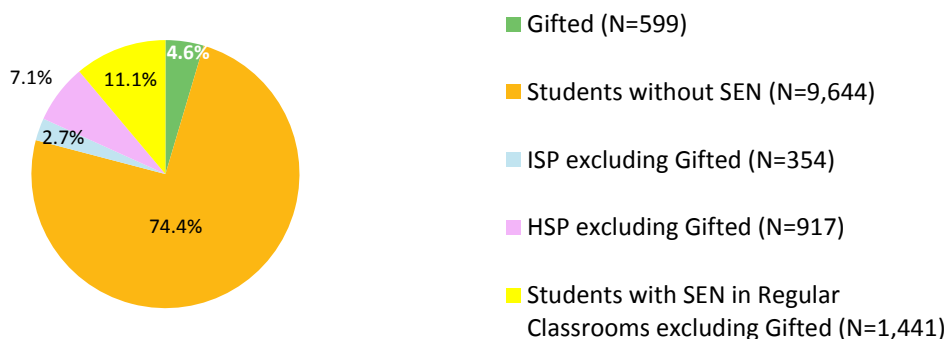 4.6%
11.1%
7.1%
2.7%
74.4%
Gifted (N=599)
Students without SEN (N=9,644)
ISP excluding Gifted (N=354)
HSP excluding Gifted (N=917)
Students with SEN in Regular
Classrooms excluding Gifted (N=1,441)